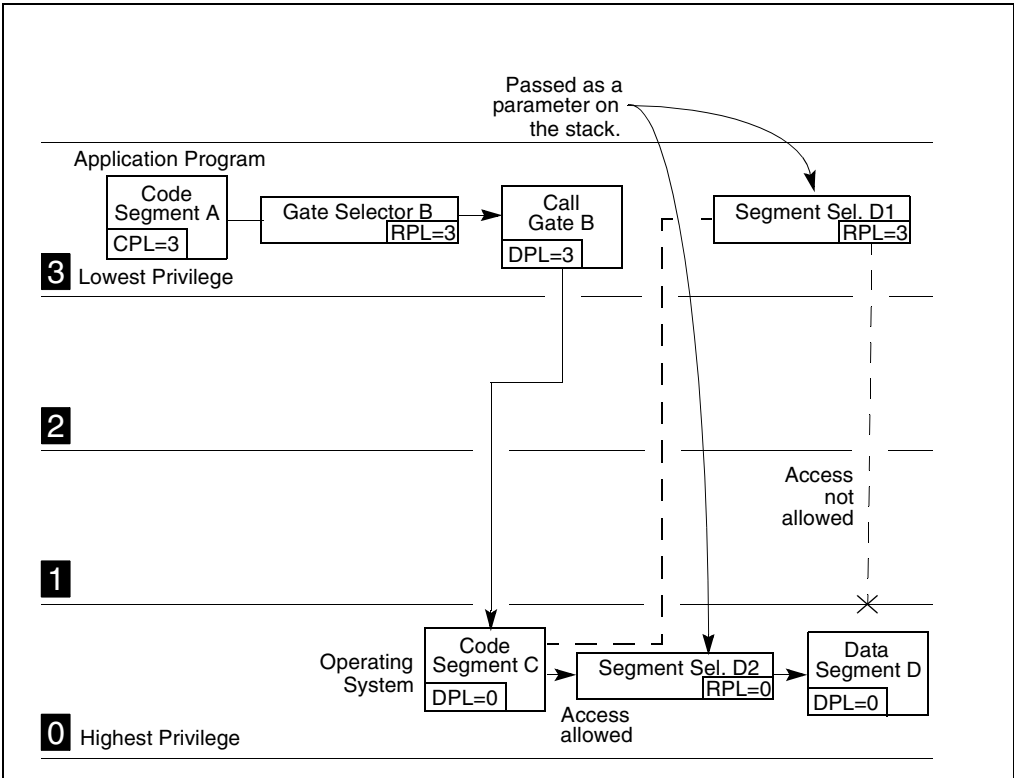 Passed as a
parameter on
the stack.
Application Program
Code
Segment A
CPL=3
Gate Selector B
RPL=3
Call
Gate B
DPL=3
Segment Sel. D1
RPL=3
3 Lowest Privilege
2
Access
not
allowed
1
Operating
System
Code
Segment C
DPL=0
Access
allowed
Segment Sel. D2
RPL=0
Data
Segment D
DPL=0
0 Highest Privilege